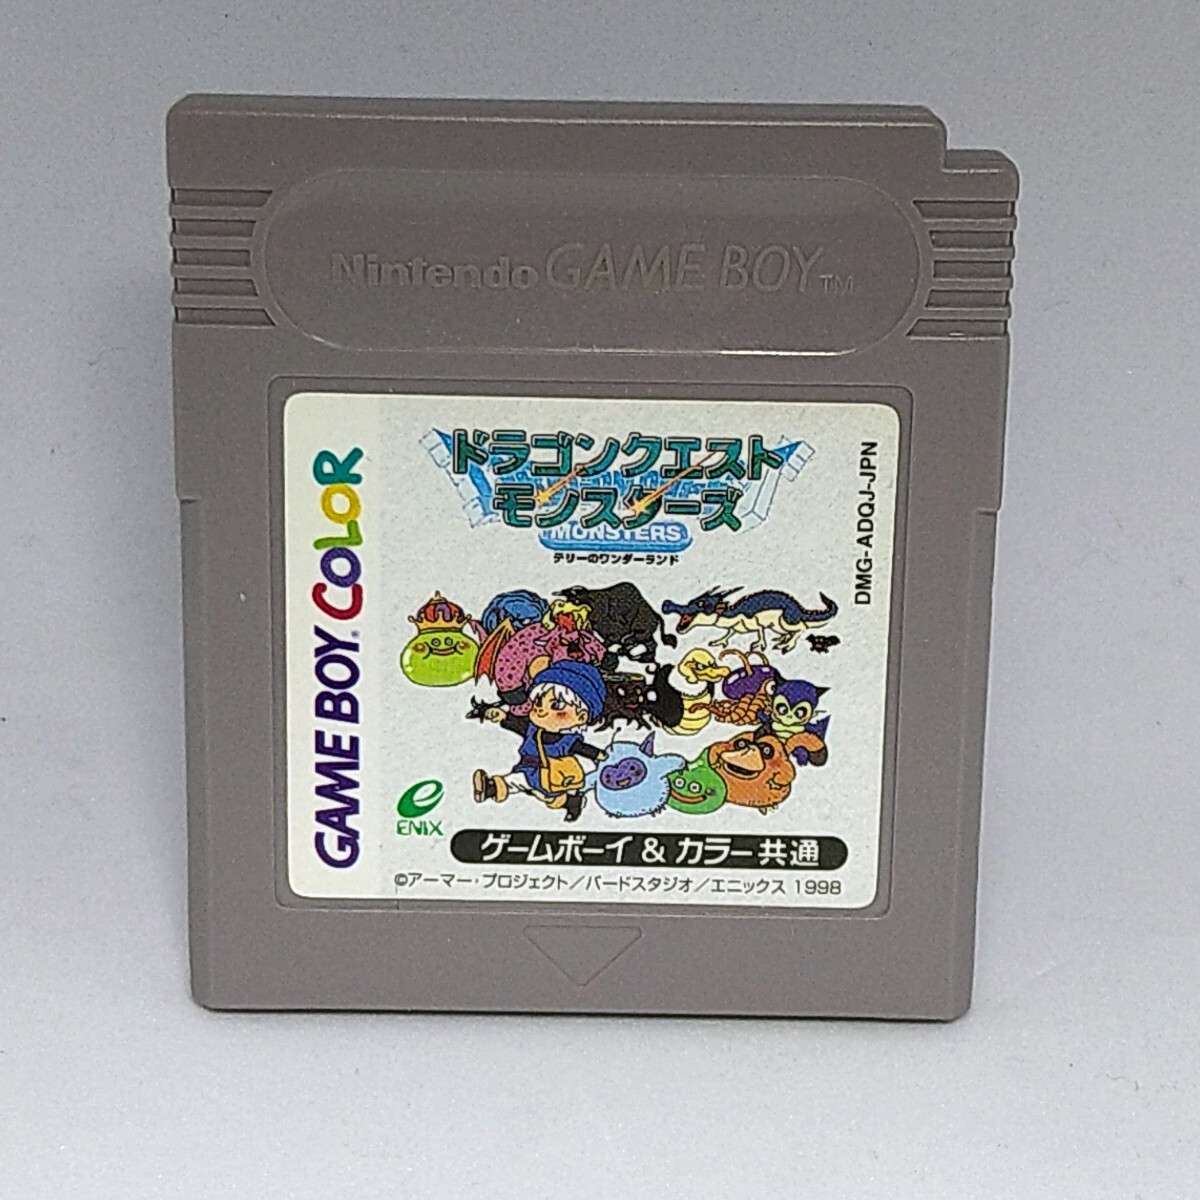 Nintendo GAME BOY TM
GAME BOY COLOR
ドラゴンクエスト
モンスターズ
MONSTERS
テリーのワンダーランド
DMG-ADQJ-JPN
e
ENIX
ゲームボーイ & カラー共通
©アーマー・プロジェクト/バードスタジオ/エニックス 1998